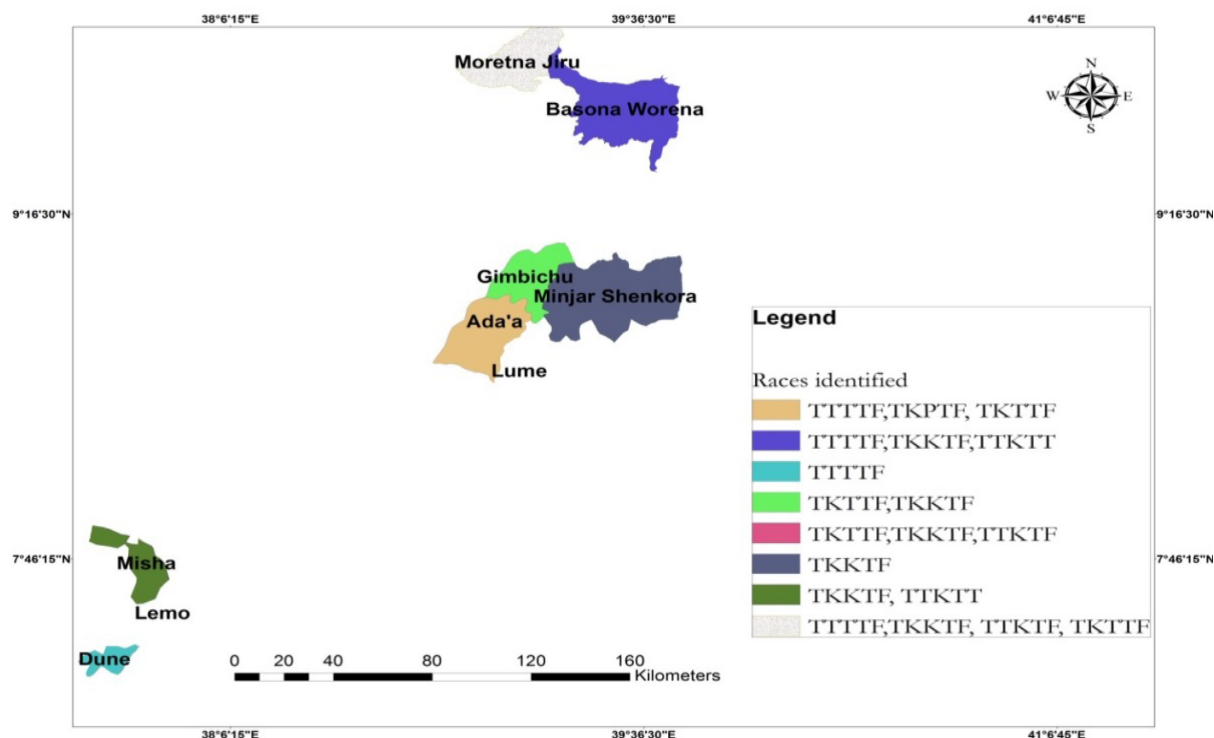 38°6'15"E
39°36'30"E
41°6'45"E
Moretna Jiru
Basona Worena
N
W
E
S
9°16'30"N
9°16'30"N
Gimbichu
Minjar Shenkora
Ada'a
Lume
Legend
Races identified
TTTTF,TKPTF, TKTTF
TTTTF,TKKTF,TTKTT
TTTTF
TKTTF,TKKTF
TKTTF,TKKTF,TTKTF
TKKTF
TKKTF, TTKTT
TTTTF,TKKTF, TTKTF, TKTTF
7°46'15"N
7°46'15"N
Misha
Lemo
Dune
0 20 40 80 120 160
Kilometers
38°6'15"E
39°36'30"E
41°6'45"E